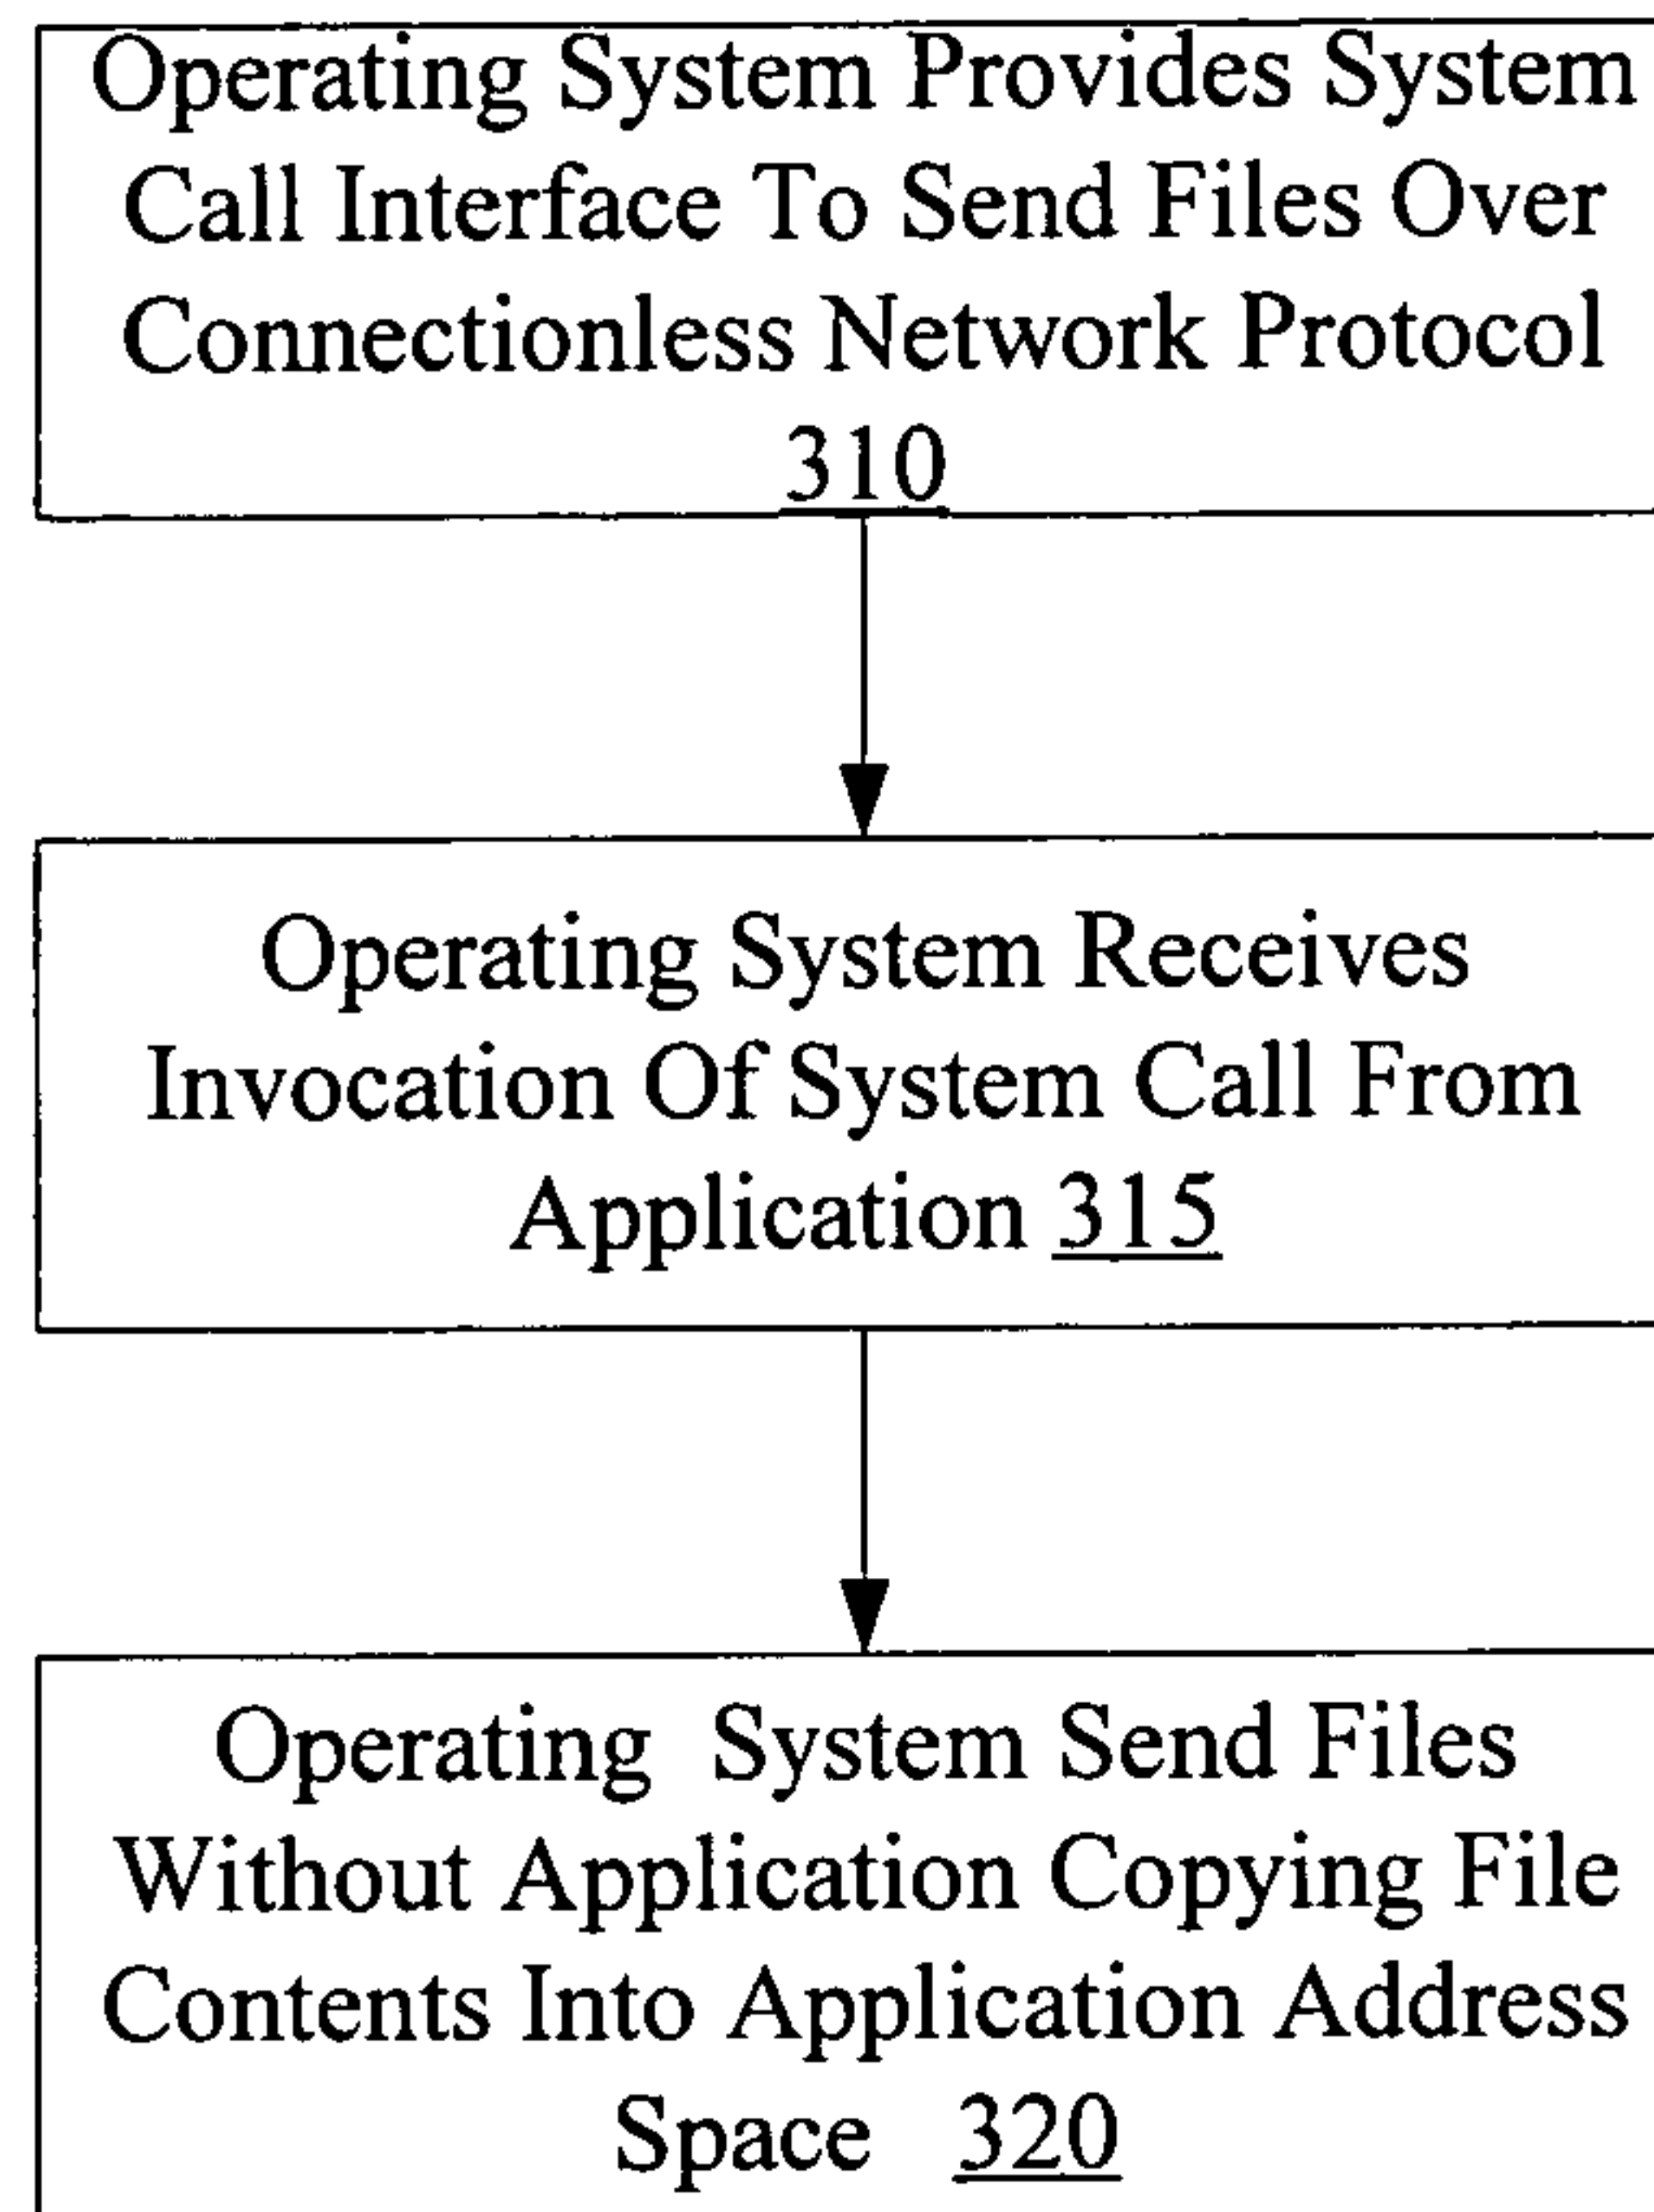 Operating System Provides System
Call Interface To Send Files Over
Connectionless Network Protocol
310
Operating System Receives
Invocation Of System Call From
Application 315
Operating System Send Files
Without Application Copying File
Contents Into Application Address
Space 320